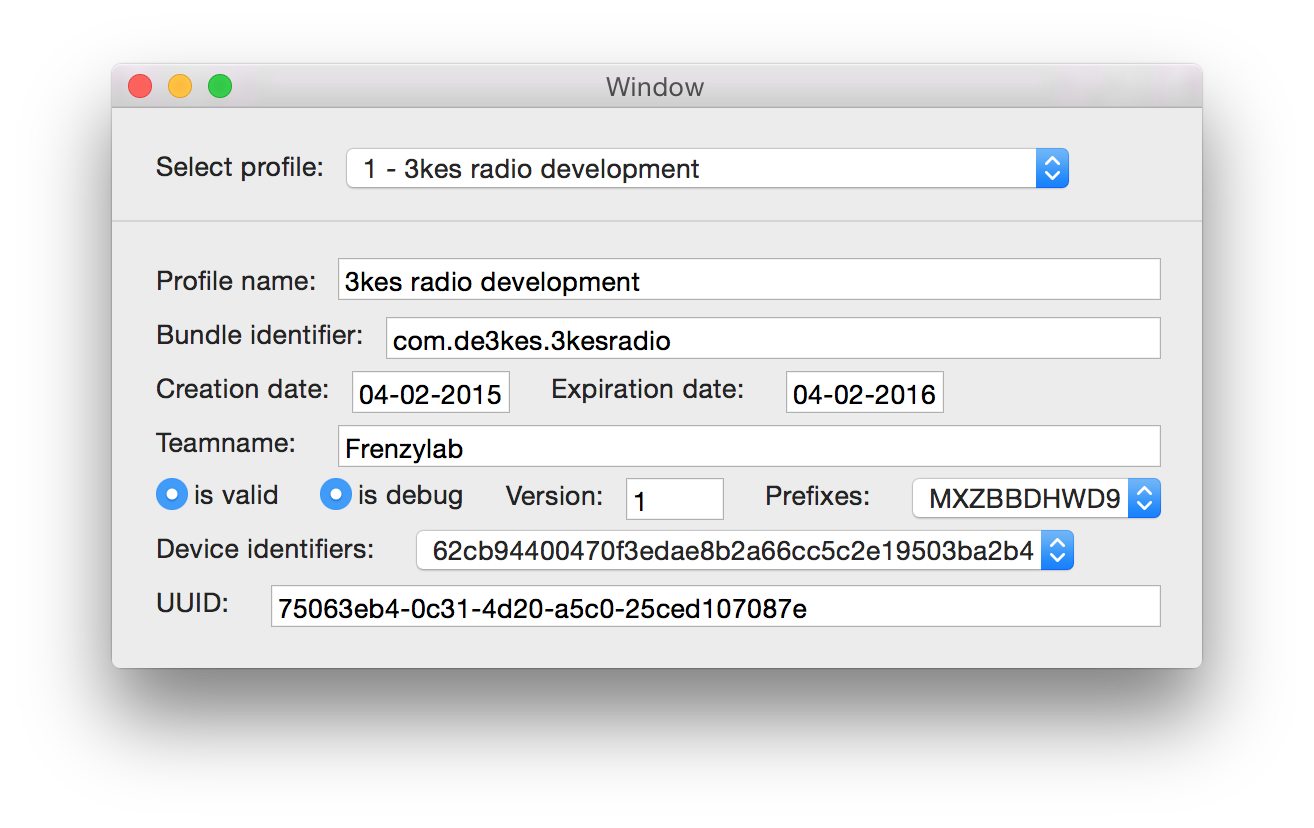 Window
Select profile: 1 - 3kes radio development
Profile name: 3kes radio development
Bundle identifier: com.de3kes.3kesradio
Creation date: 04-02-2015 Expiration date: 04-02-2016
Teamname: Frenzylab
is valid is debug Version: 1 Prefixes: MXZBBDHWD9
Device identifiers: 62cb94400470f3edae8b2a66cc5c2e19503ba2b4
UUID: 75063eb4-0c31-4d20-a5c0-25ced107087e